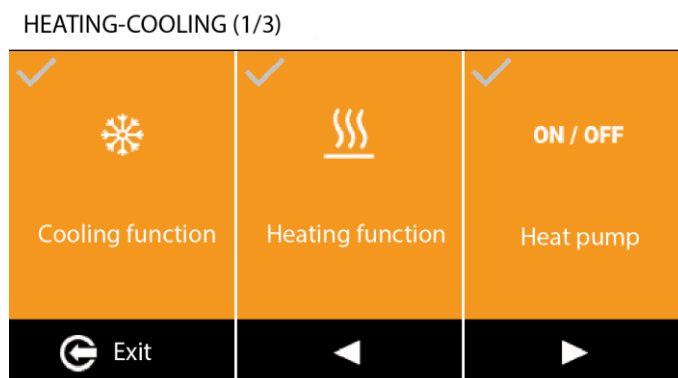 HEATING-COOLING (1/3)
ON / OFF
Cooling function
Heating function
Heat pump
Exit